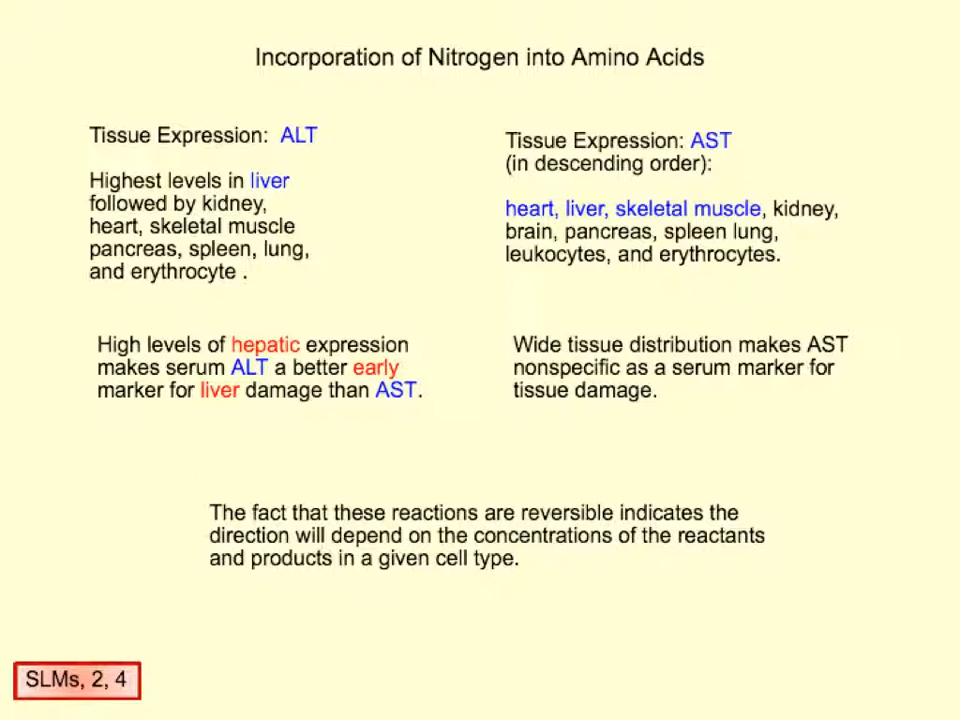 Incorporation of Nitrogen into Amino Acids
Tissue Expression: ALT
Highest levels in liver
followed by kidney,
heart, skeletal muscle
pancreas, spleen, lung,
and erythrocyte .
High levels of hepatic expression
makes serum ALT a better early
marker for liver damage than AST.
Tissue Expression: AST
(in descending order):
heart, liver, skeletal muscle, kidney,
brain, pancreas, spleen lung,
leukocytes, and erythrocytes.
Wide tissue distribution makes AST
nonspecific as a serum marker for
tissue damage.
The fact that these reactions are reversible indicates the
direction will depend on the concentrations of the reactants
and products in a given cell type.
SLMs, 2, 4